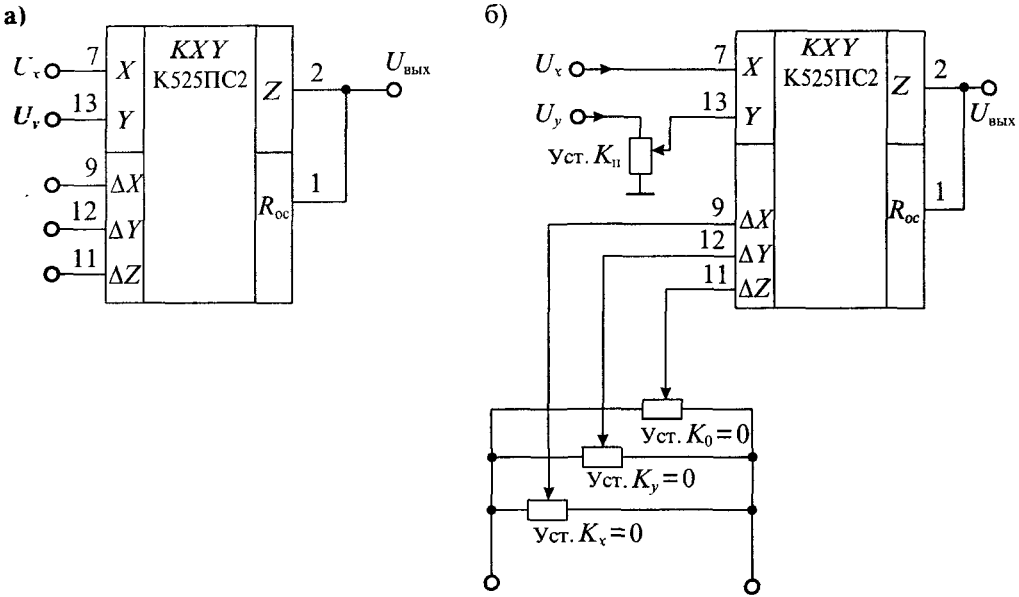 а)
7
13
9
12
11
U_x
U_y
X
Y
ΔX
ΔY
ΔZ
KXY
К525ПС2
Z
R_ос
2
1
U_вых
б)
U_x
U_y
Уст. K_п
7
13
9
12
11
X
Y
ΔX
ΔY
ΔZ
KXY
К525ПС2
Z
R_ос
2
1
U_вых
Уст. K_0=0
Уст. K_y=0
Уст. K_x=0